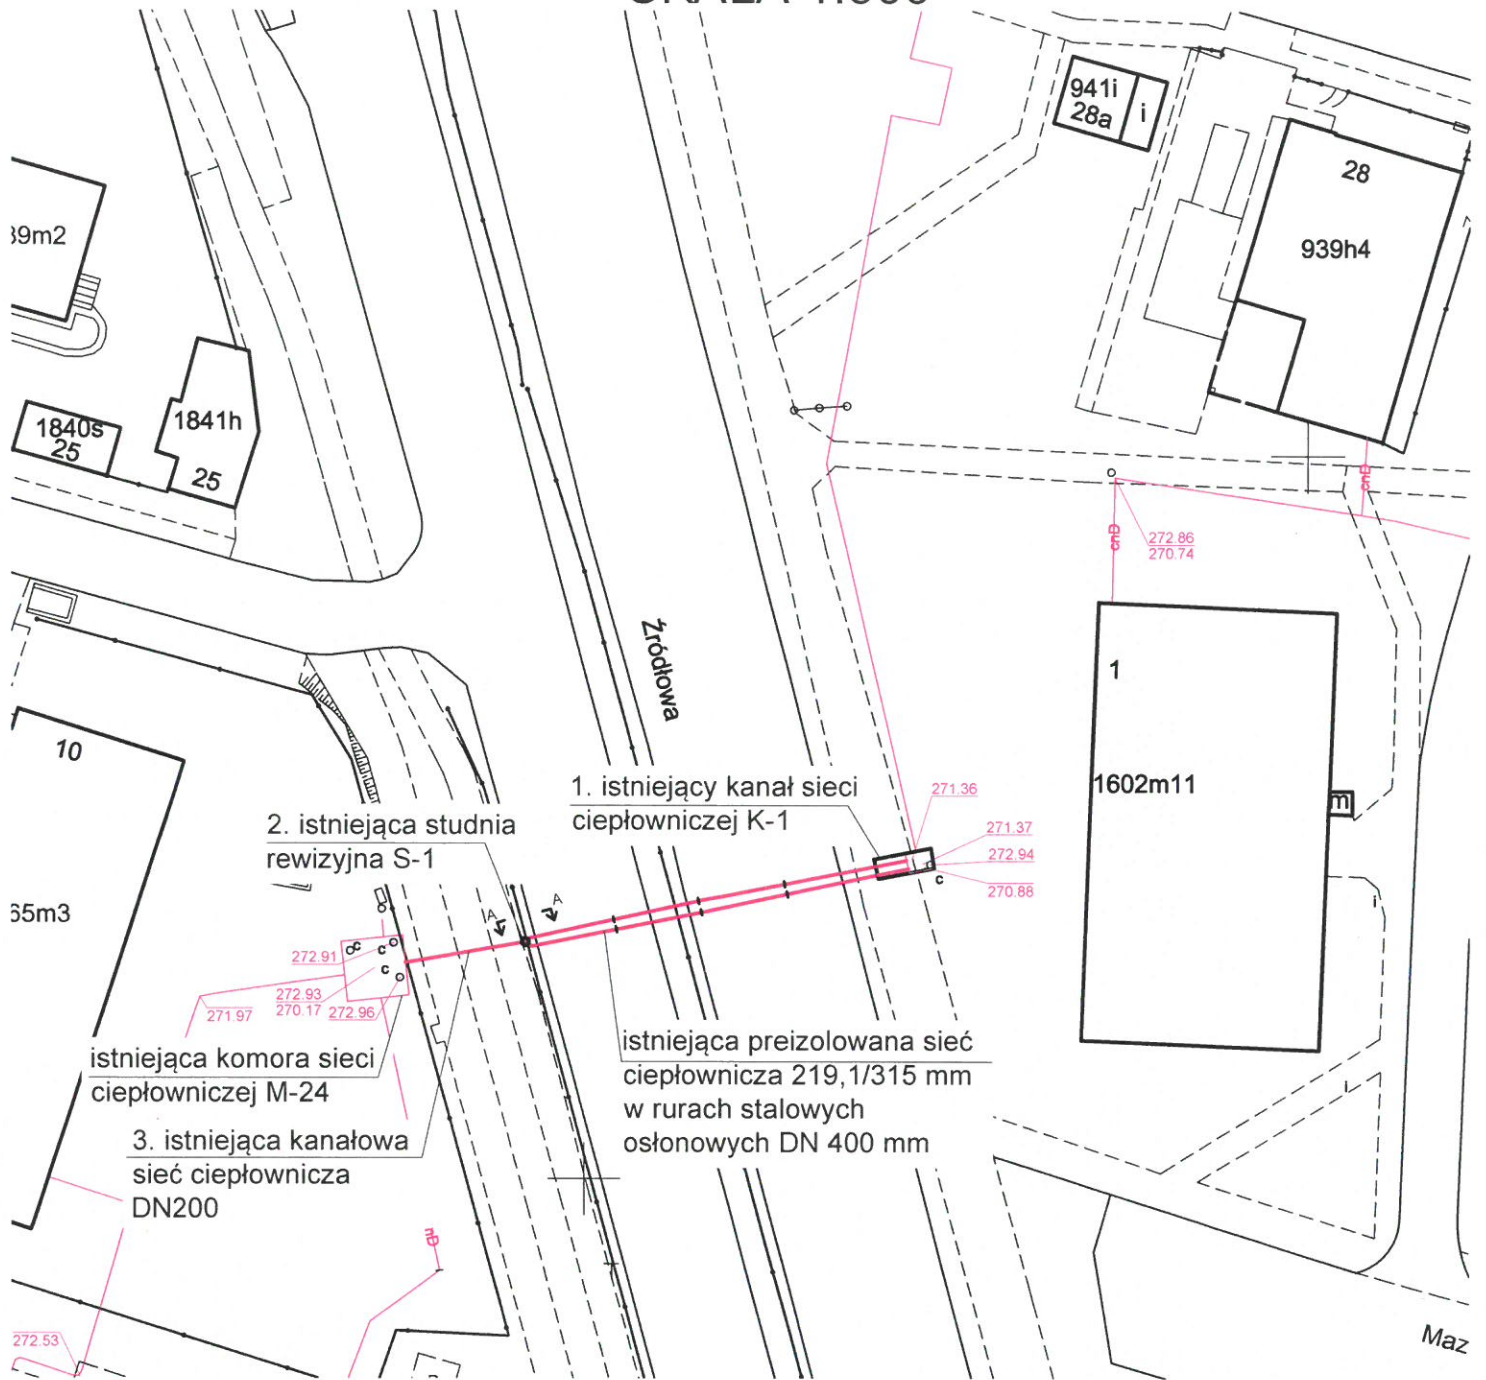 941i
28a
i
28
939h4
39m2
1840s
25
1841h
25
cnD
cnD
272.86
270.74
Źródłowa
1
1602m11
m
10
1. istniejący kanał sieci
ciepłowniczej K-1
2. istniejąca studnia
rewizyjna S-1
271.36
271.37
272.94
270.88
c
i
65m3
A
A
c
c
c
272.91
272.93
270.17
272.96
271.97
istniejąca komora sieci
ciepłowniczej M-24
istniejąca preizolowana sieć
ciepłownicza 219,1/315 mm
w rurach stalowych
osłonowych DN 400 mm
3. istniejąca kanałowa
sieć ciepłownicza
DN200
i
nD
272.53
Maz